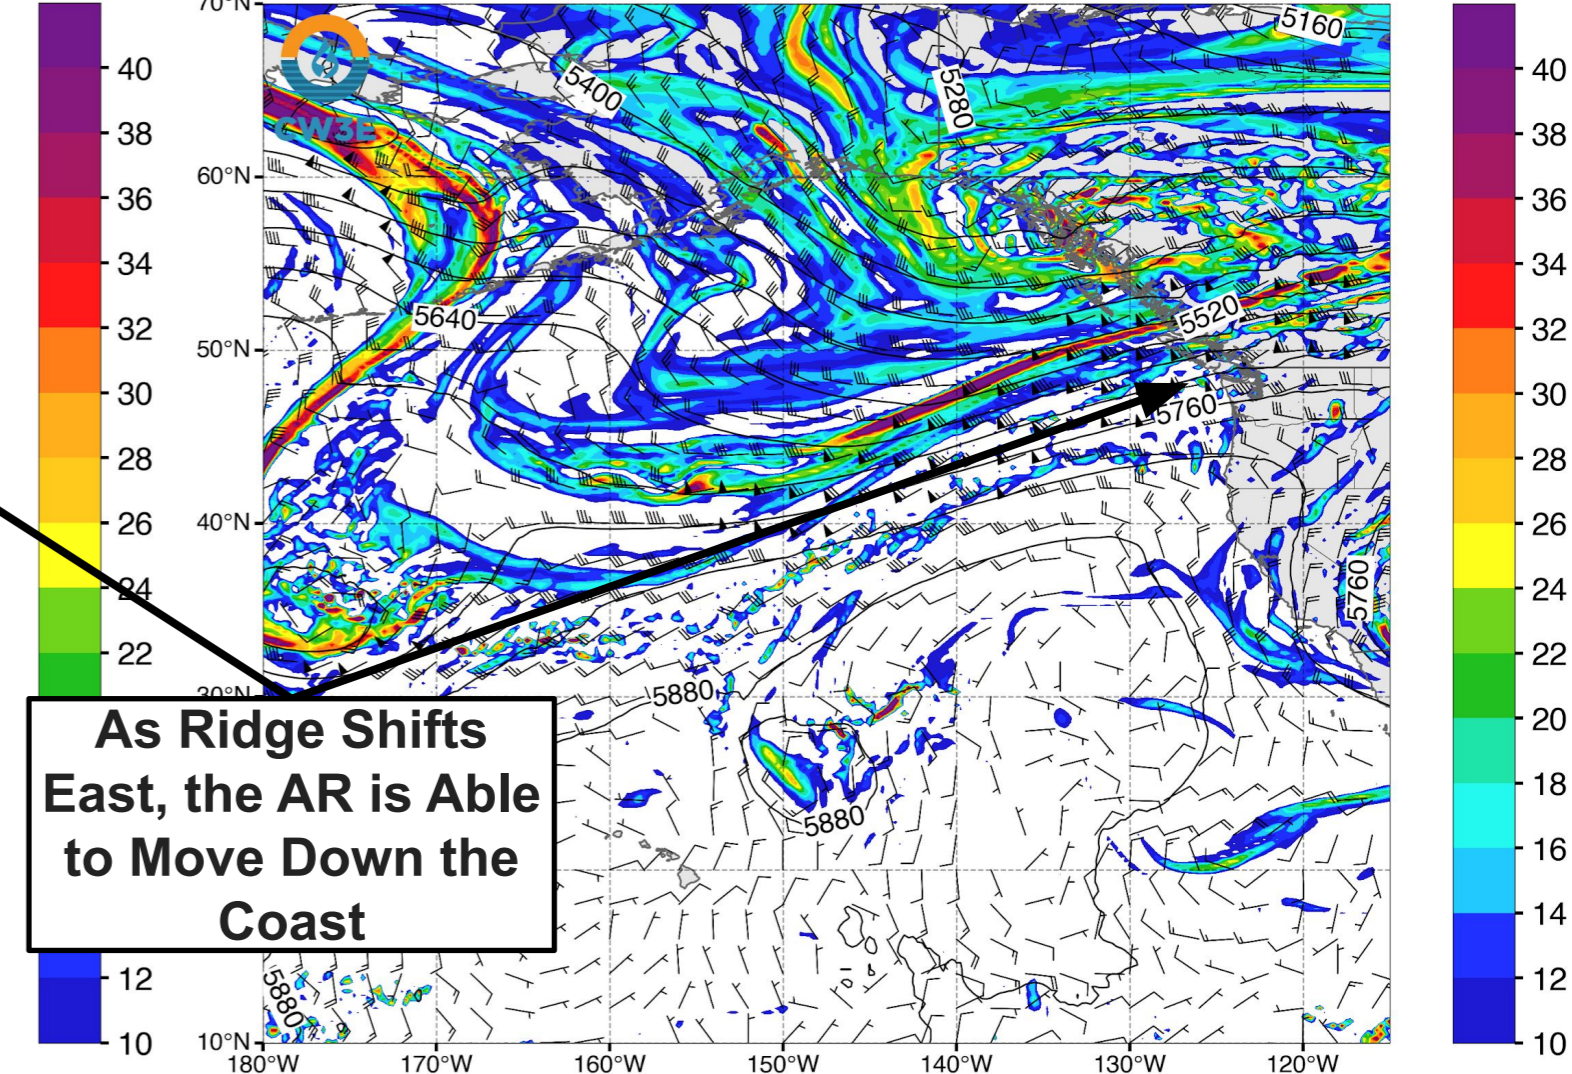 70°N
60°N
50°N
40°N
30°N
10°N
180°W
170°W
160°W
150°W
140°W
130°W
120°W
CW3E
5160
5400
5280
5640
5520
5760
5760
5880
5880
5880
40
38
36
34
32
30
28
26
24
22
12
10
As Ridge Shifts
East, the AR is Able
to Move Down the
Coast
40
38
36
34
32
30
28
26
24
22
20
18
16
14
12
10